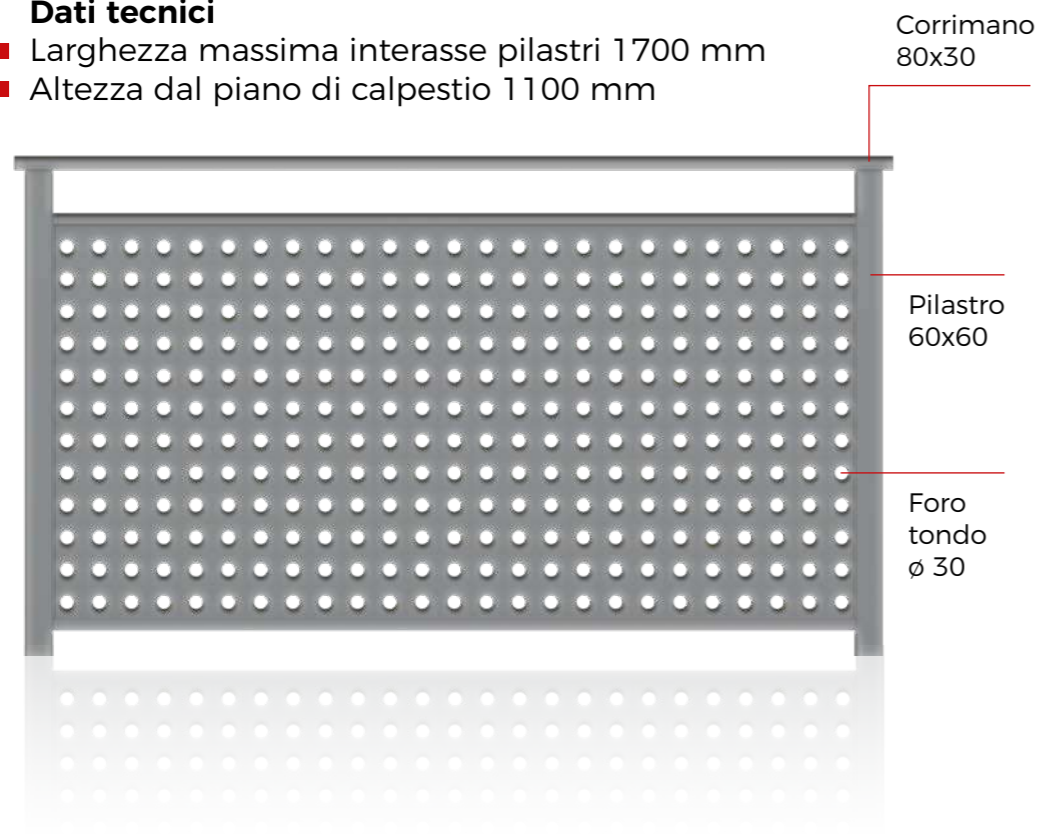 Dati tecnici
Larghezza massima interasse pilastri 1700 mm
Altezza dal piano di calpestio 1100 mm
Corrimano
80x30
Pilastro
60x60
Foro
tondo
ø 30